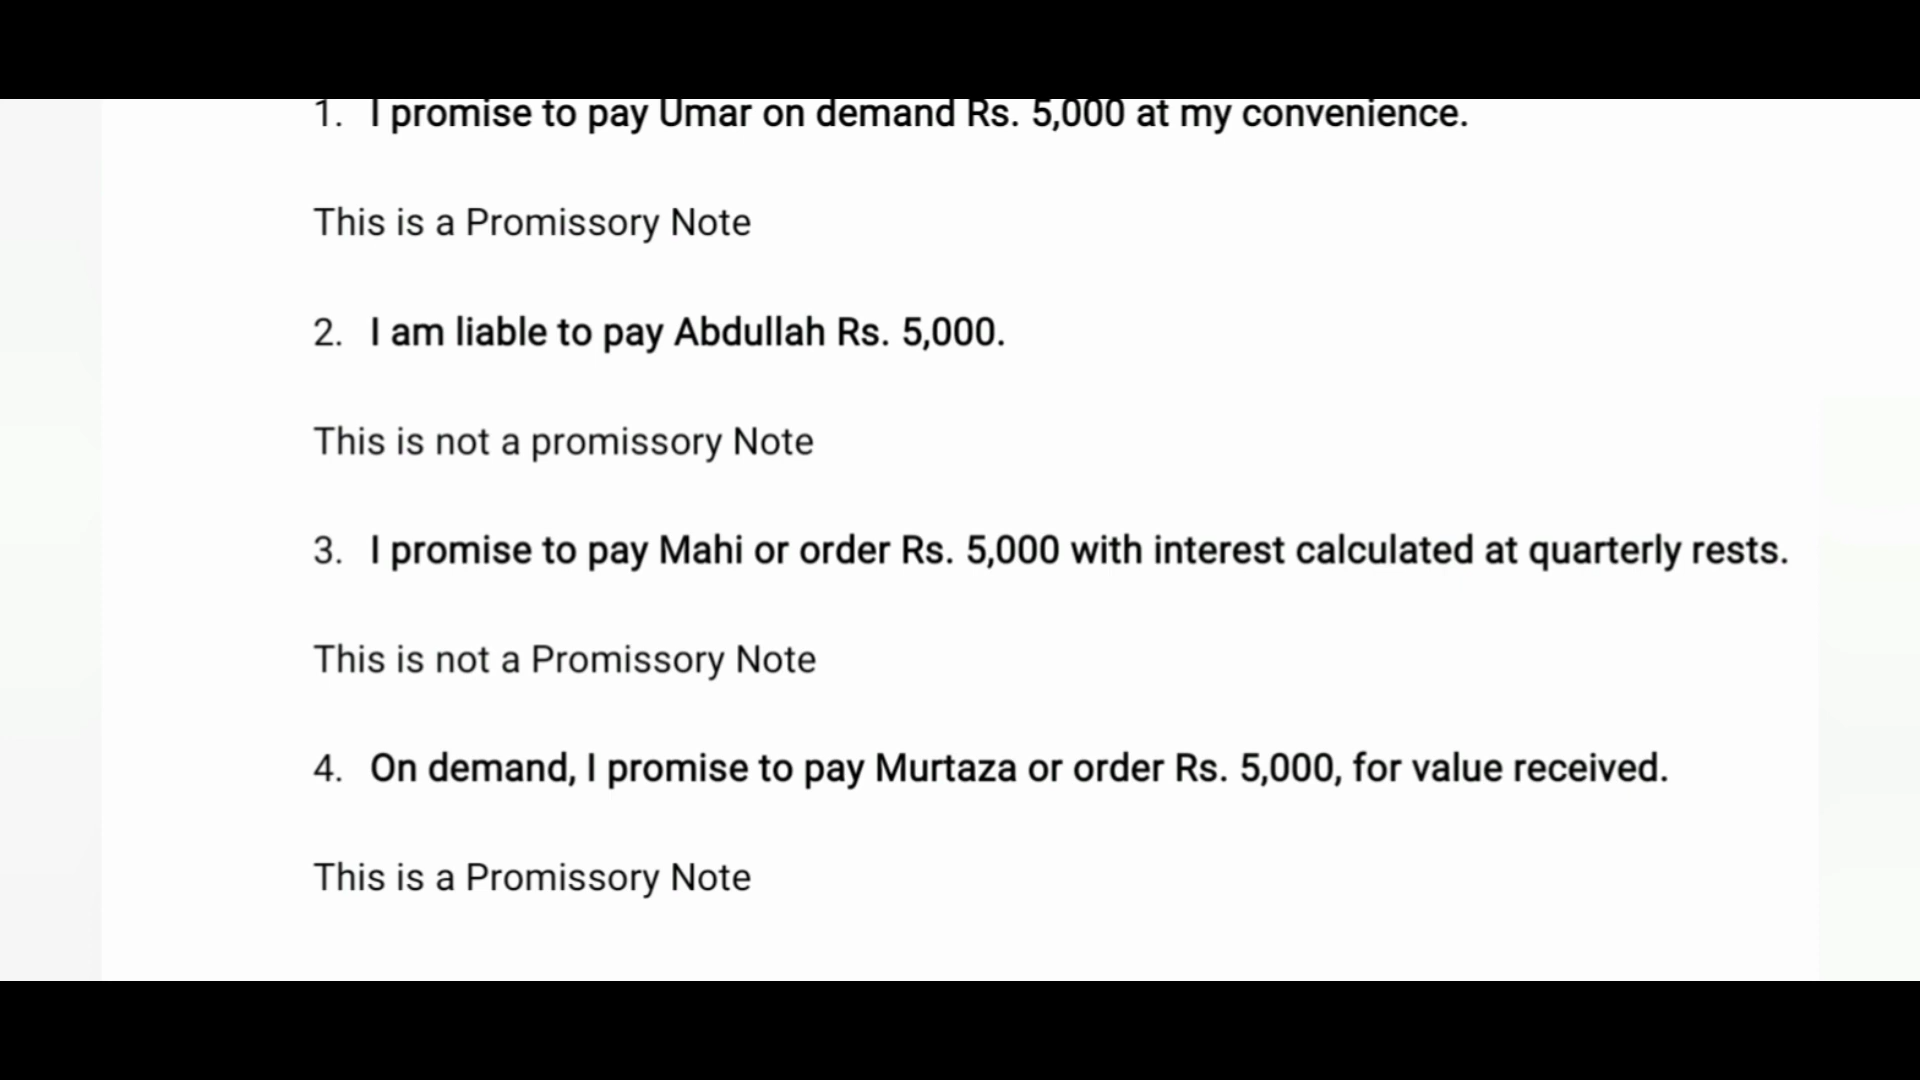 1. I promise to pay Umar on demand Rs. 5,000 at my convenience.
This is a Promissory Note
2. I am liable to pay Abdullah Rs. 5,000.
This is not a promissory Note
3. I promise to pay Mahi or order Rs. 5,000 with interest calculated at quarterly rests.
This is not a Promissory Note
4. On demand, I promise to pay Murtaza or order Rs. 5,000, for value received.
This is a Promissory Note